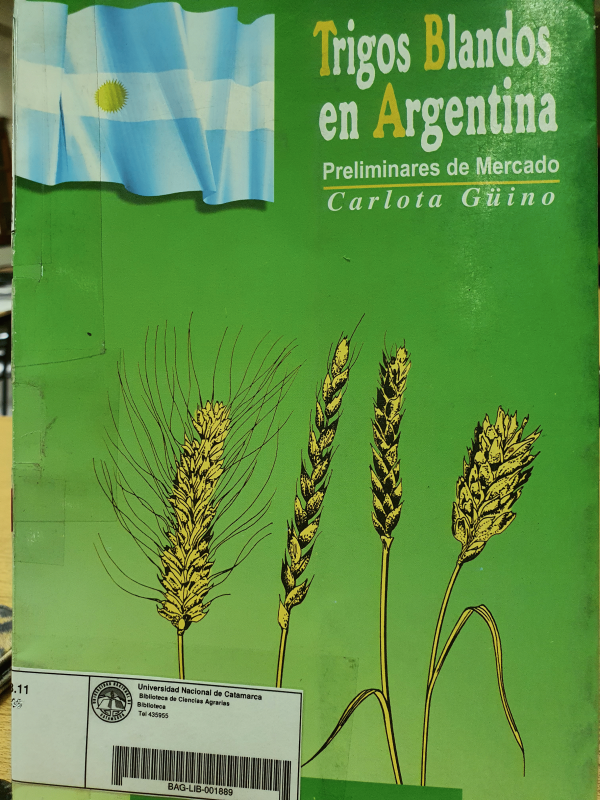 Trigos Blandos
en Argentina
Preliminares de Mercado
Carlota Güino
.11
Universidad Nacional de Catamarca
Biblioteca de Ciencias Agrarias
Biblioteca
Tel 435955
BAG-LIB-001889